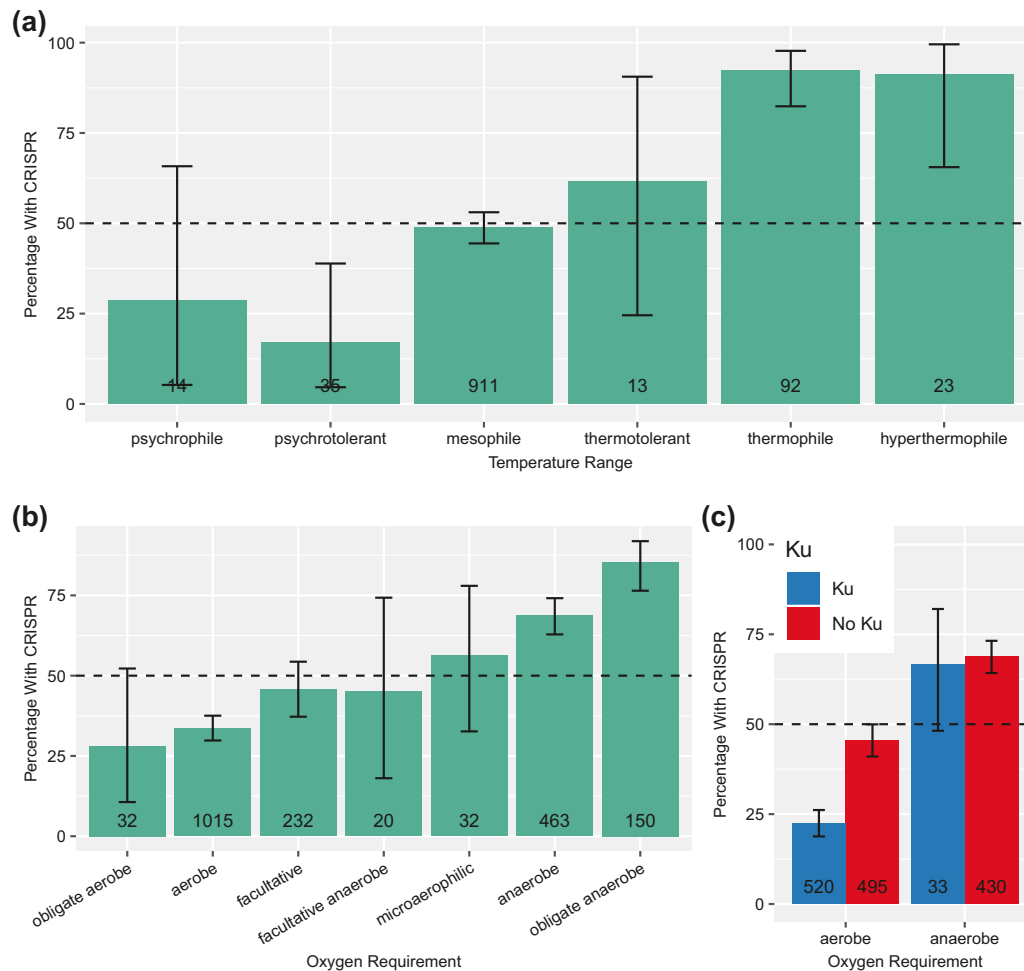 (a)
Percentage With CRISPR
100
75
50
25
0
14
35
911
13
92
23
psychrophile
psychrotolerant
mesophile
thermotolerant
thermophile
hyperthermophile
Temperature Range
(b)
Percentage With CRISPR
75
50
25
0
32
1015
232
20
32
463
150
obligate aerobe
aerobe
facultative
facultative anaerobe
microaerophilic
anaerobe
obligate anaerobe
Oxygen Requirement
(c)
Percentage With CRISPR
100
75
50
25
0
Ku
Ku
No Ku
520
495
33
430
aerobe
anaerobe
Oxygen Requirement